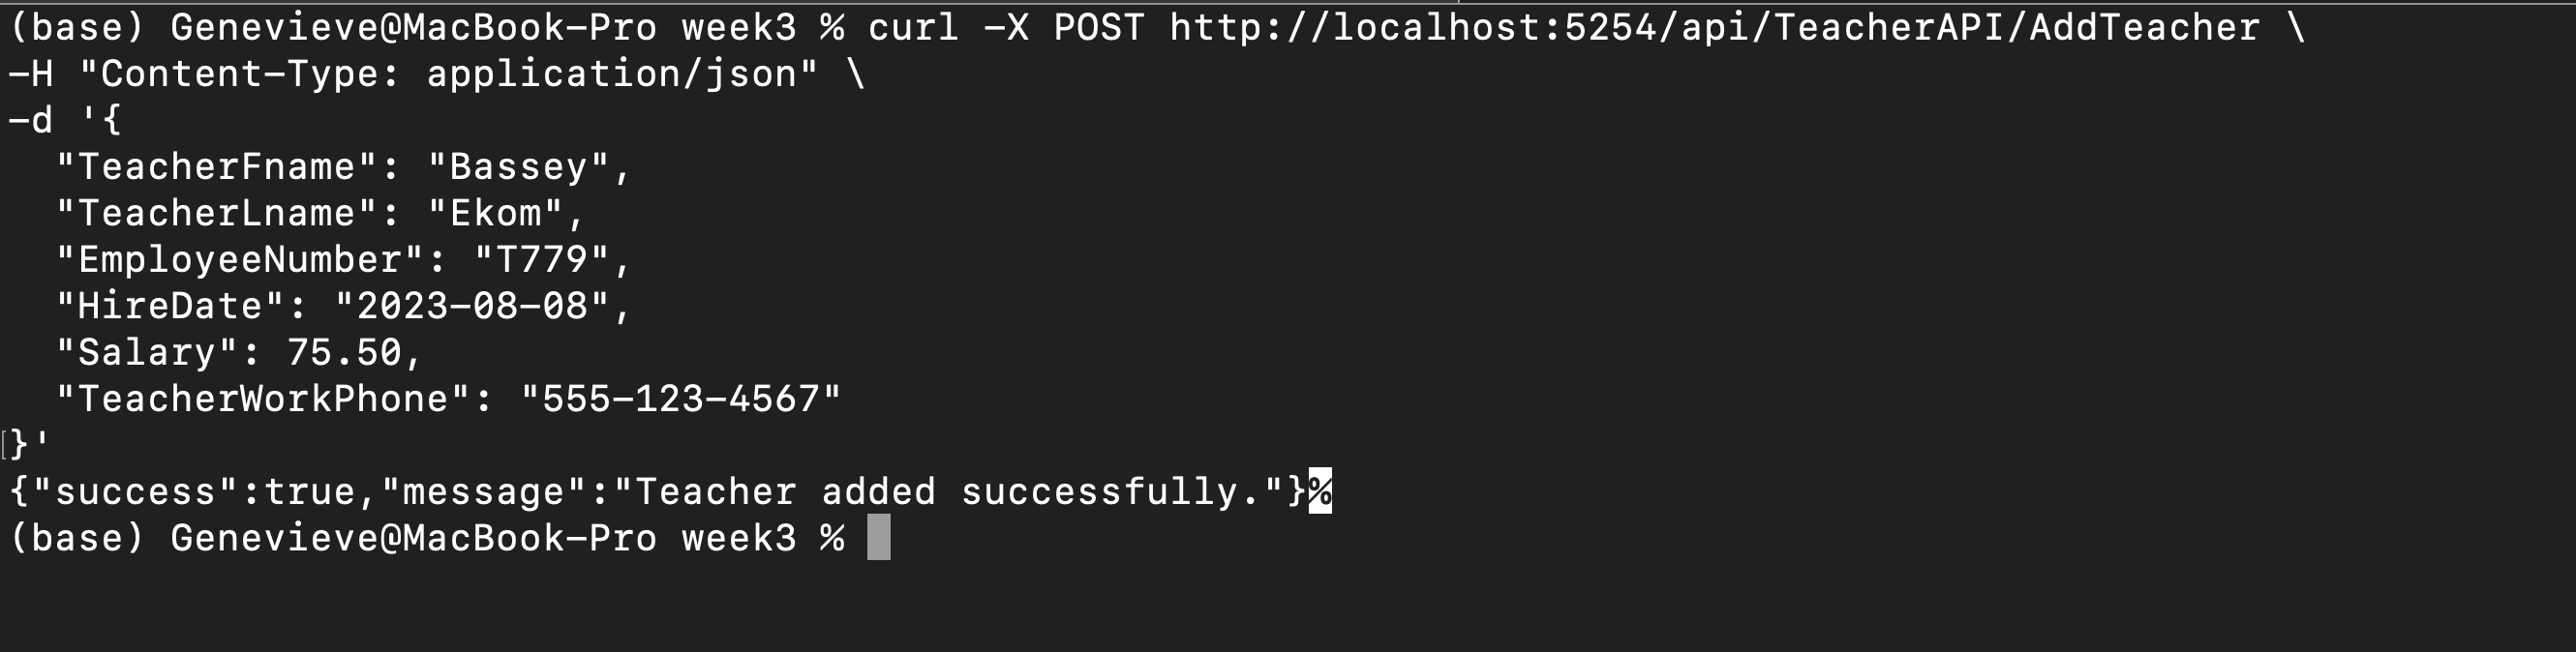 (base) Genevieve@MacBook-Pro week3 % curl -X POST http://localhost:5254/api/TeacherAPI/AddTeacher \
-H "Content-Type: application/json" \
-d '{
  "TeacherFname": "Bassey",
  "TeacherLname": "Ekom",
  "EmployeeNumber": "T779",
  "HireDate": "2023-08-08",
  "Salary": 75.50,
  "TeacherWorkPhone": "555-123-4567"
}'
{"success":true,"message":"Teacher added successfully."}%
(base) Genevieve@MacBook-Pro week3 %